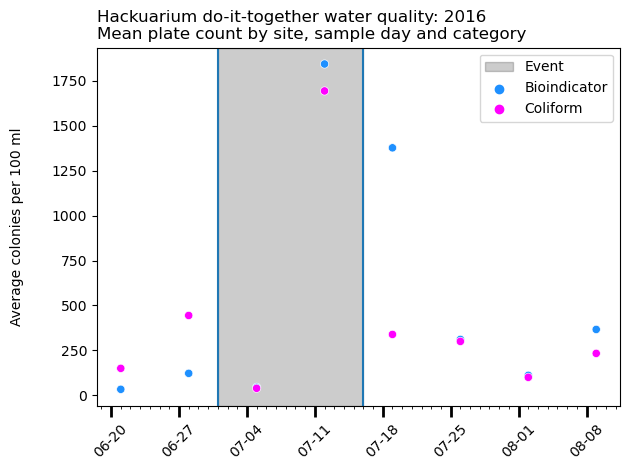 Hackuarium do-it-together water quality: 2016
Mean plate count by site, sample day and category
Event
Bioindicator
Coliform
Average colonies per 100 ml
1750
1500
1250
1000
750
500
250
0
06-20
06-27
07-04
07-11
07-18
07-25
08-01
08-08